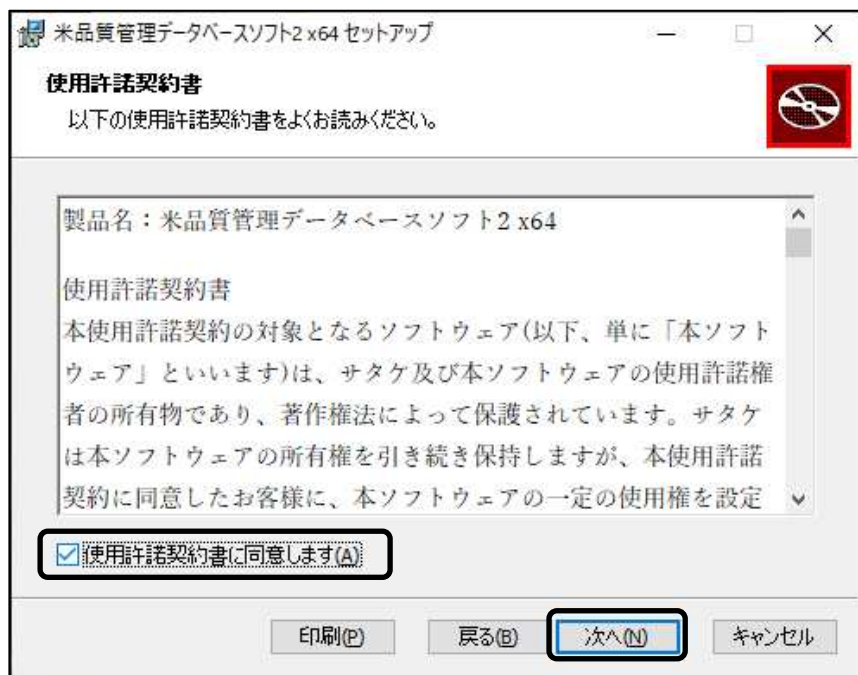 米品質管理データベースソフト2 x64 セットアップ
使用許諾契約書
以下の使用許諾契約書をよくお読みください。
製品名：米品質管理データベースソフト2 x64
使用許諾契約書
本使用許諾契約の対象となるソフトウェア(以下、単に「本ソフト
ウェア」といいます)は、サタケ及び本ソフトウェアの使用許諾権
者の所有物であり、著作権法によって保護されています。サタケ
は本ソフトウェアの所有権を引き続き保持しますが、本使用許諾
契約に同意したお客様に、本ソフトウェアの一定の使用権を設定
使用許諾契約書に同意します(A)
印刷(P) 戻る(B) 次へ(N) キャンセル